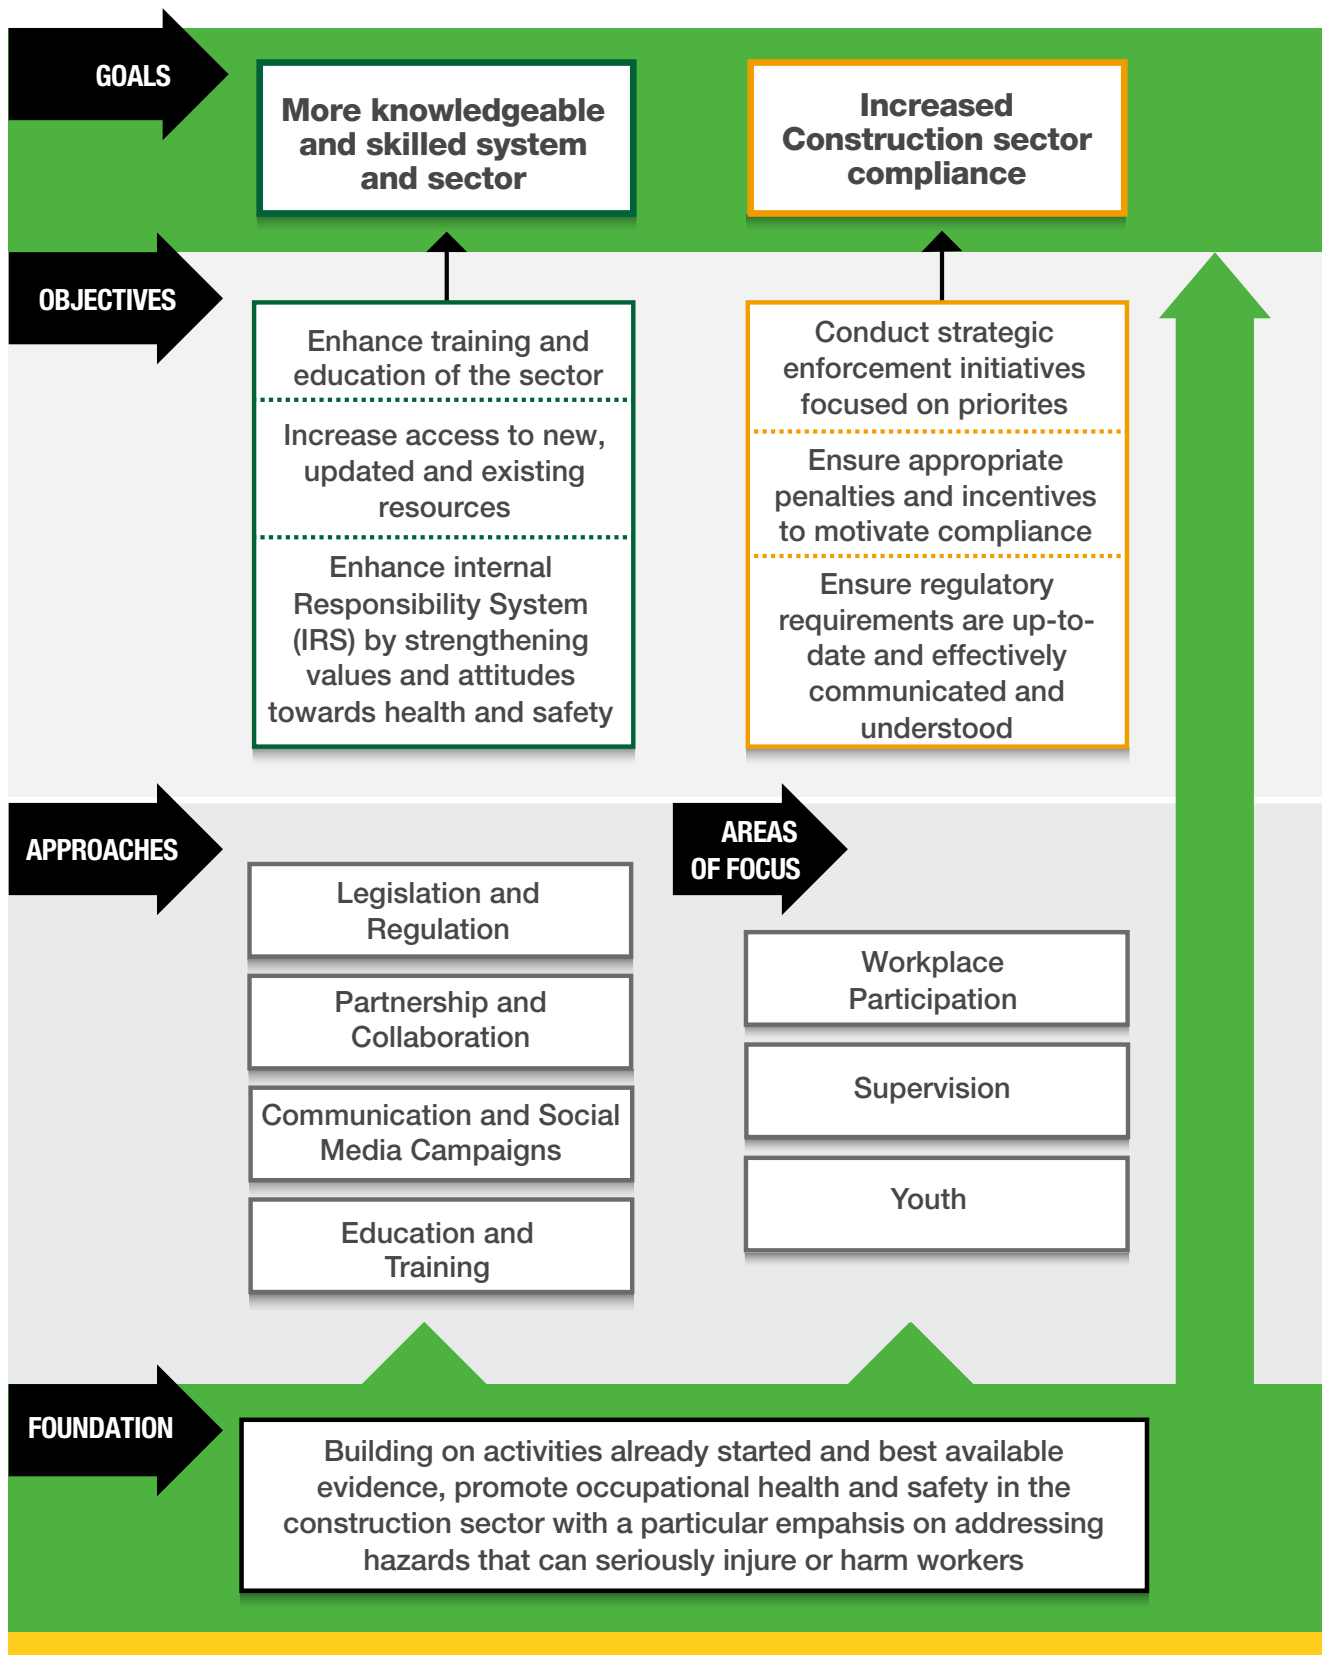 GOALS
More knowledgeable
and skilled system
and sector
Increased
Construction sector
compliance
OBJECTIVES
Enhance training and
education of the sector
Increase access to new,
updated and existing
resources
Enhance internal
Responsibility System
(IRS) by strengthening
values and attitudes
towards health and safety
Conduct strategic
enforcement initiatives
focused on priorites
Ensure appropriate
penalties and incentives
to motivate compliance
Ensure regulatory
requirements are up-to-
date and effectively
communicated and
understood
APPROACHES
Legislation and
Regulation
Partnership and
Collaboration
Communication and Social
Media Campaigns
Education and
Training
AREAS
OF FOCUS
Workplace
Participation
Supervision
Youth
FOUNDATION
Building on activities already started and best available
evidence, promote occupational health and safety in the
construction sector with a particular empahsis on addressing
hazards that can seriously injure or harm workers